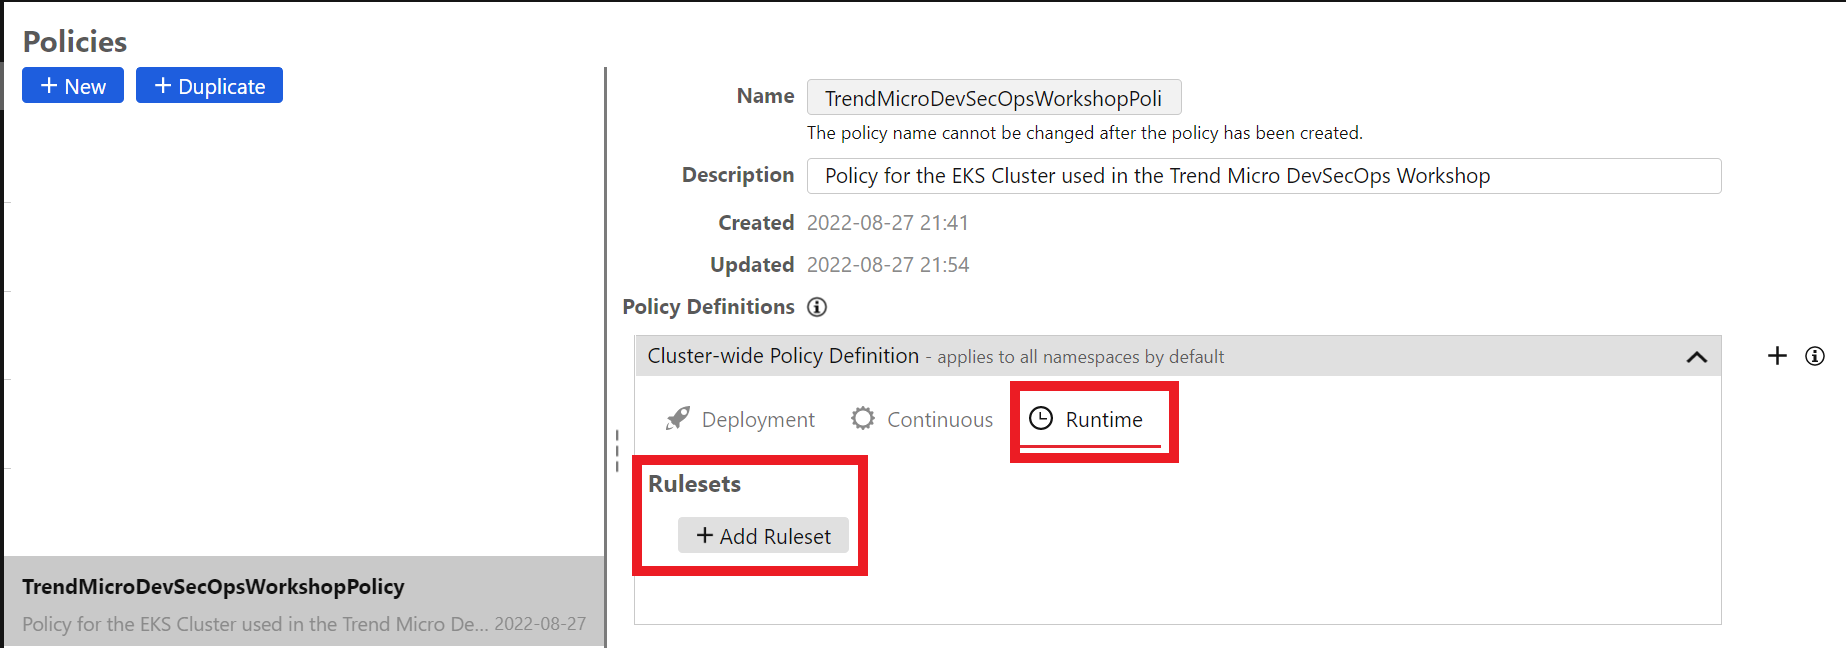 Policies
+ New
+ Duplicate
Name
TrendMicroDevSecOpsWorkshopPoli
The policy name cannot be changed after the policy has been created.
Description
Policy for the EKS Cluster used in the Trend Micro DevSecOps Workshop
Created 2022-08-27 21:41
Updated 2022-08-27 21:54
Policy Definitions
Cluster-wide Policy Definition - applies to all namespaces by default
Deployment
Continuous
Runtime
Rulesets
+ Add Ruleset
TrendMicroDevSecOpsWorkshopPolicy
Policy for the EKS Cluster used in the Trend Micro De... 2022-08-27